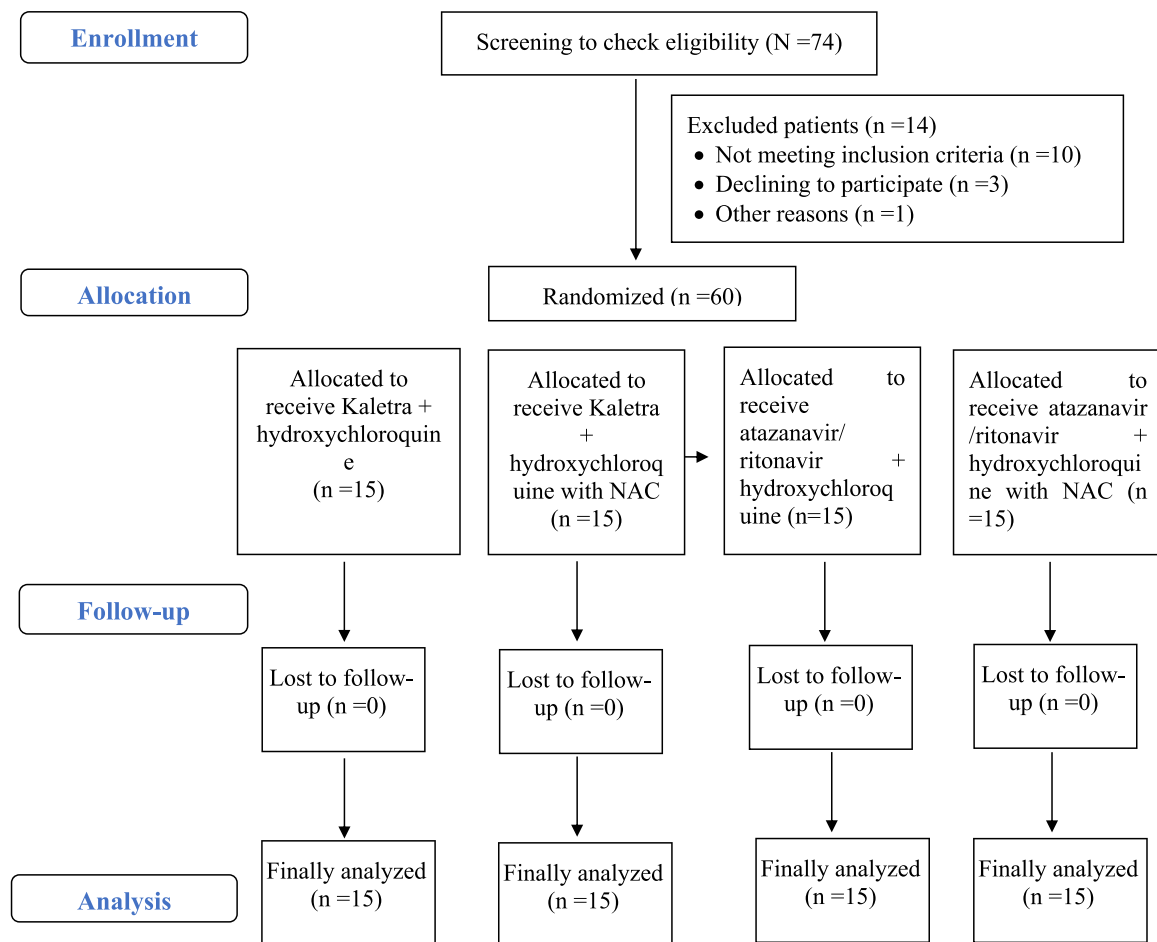 Enrollment
Screening to check eligibility (N =74)
Excluded patients (n =14)
• Not meeting inclusion criteria (n =10)
• Declining to participate (n =3)
• Other reasons (n =1)
Allocation
Randomized (n =60)
Allocated to
receive Kaletra +
hydroxychloroquin
e
(n =15)
Allocated to
receive Kaletra
+
hydroxychloroq
uine with NAC
(n =15)
Allocated to
receive
atazanavir/
ritonavir +
hydroxychloroq
uine (n=15)
Allocated to
receive atazanavir
/ritonavir +
hydroxychloroqui
ne with NAC (n
=15)
Follow-up
Lost to follow-
up (n =0)
Lost to follow-
up (n =0)
Lost to follow-
up (n =0)
Lost to follow-
up (n =0)
Analysis
Finally analyzed
(n =15)
Finally analyzed
(n =15)
Finally analyzed
(n =15)
Finally analyzed
(n =15)